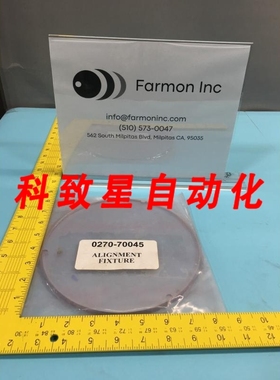 Farmon Inc
info@farmoninc.com
(510) 573-0047
563 South Milpitas Blvd, Milpitas CA, 95035
科致星自动化
0270-70045
ALIGNMENT
FIXTURE